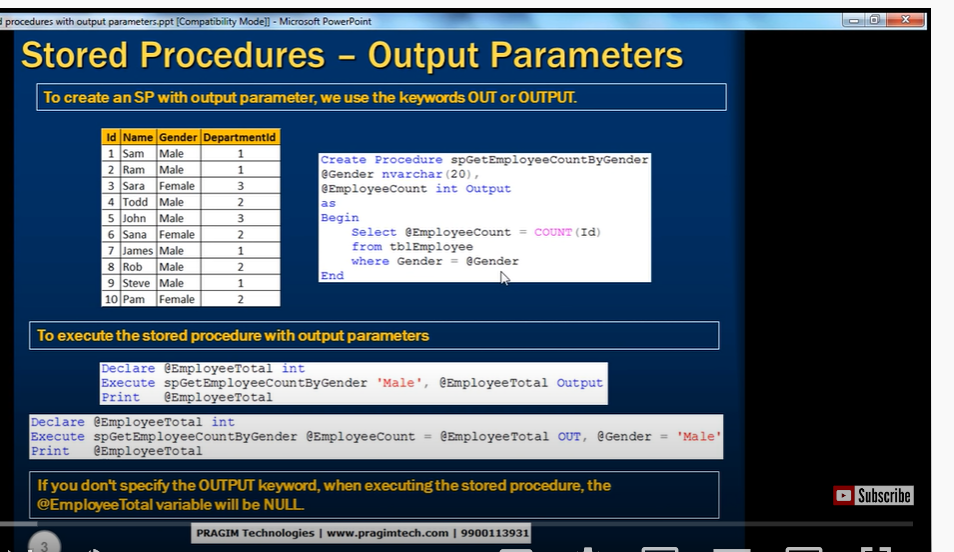 d procedures with output parameters.ppt [Compatibility Mode]] - Microsoft PowerPoint
Stored Procedures – Output Parameters
To create an SP with output parameter, we use the keywords OUT or OUTPUT.
Id Name Gender DepartmentId
1 Sam Male 1
2 Ram Male 1
3 Sara Female 3
4 Todd Male 2
5 John Male 3
6 Sana Female 2
7 James Male 1
8 Rob Male 2
9 Steve Male 1
10 Pam Female 2
Create Procedure spGetEmployeeCountByGender
@Gender nvarchar(20),
@EmployeeCount int Output
as
Begin
Select @EmployeeCount = COUNT(Id)
from tblEmployee
where Gender = @Gender
End
To execute the stored procedure with output parameters
Declare @EmployeeTotal int
Execute spGetEmployeeCountByGender 'Male', @EmployeeTotal Output
Print @EmployeeTotal
Declare @EmployeeTotal int
Execute spGetEmployeeCountByGender @EmployeeCount = @EmployeeTotal OUT, @Gender = 'Male'
Print @EmployeeTotal
If you don't specify the OUTPUT keyword, when executing the stored procedure, the
@EmployeeTotal variable will be NULL.
Subscribe
PRAGIM Technologies | www.pragimtech.com | 9900113931
3